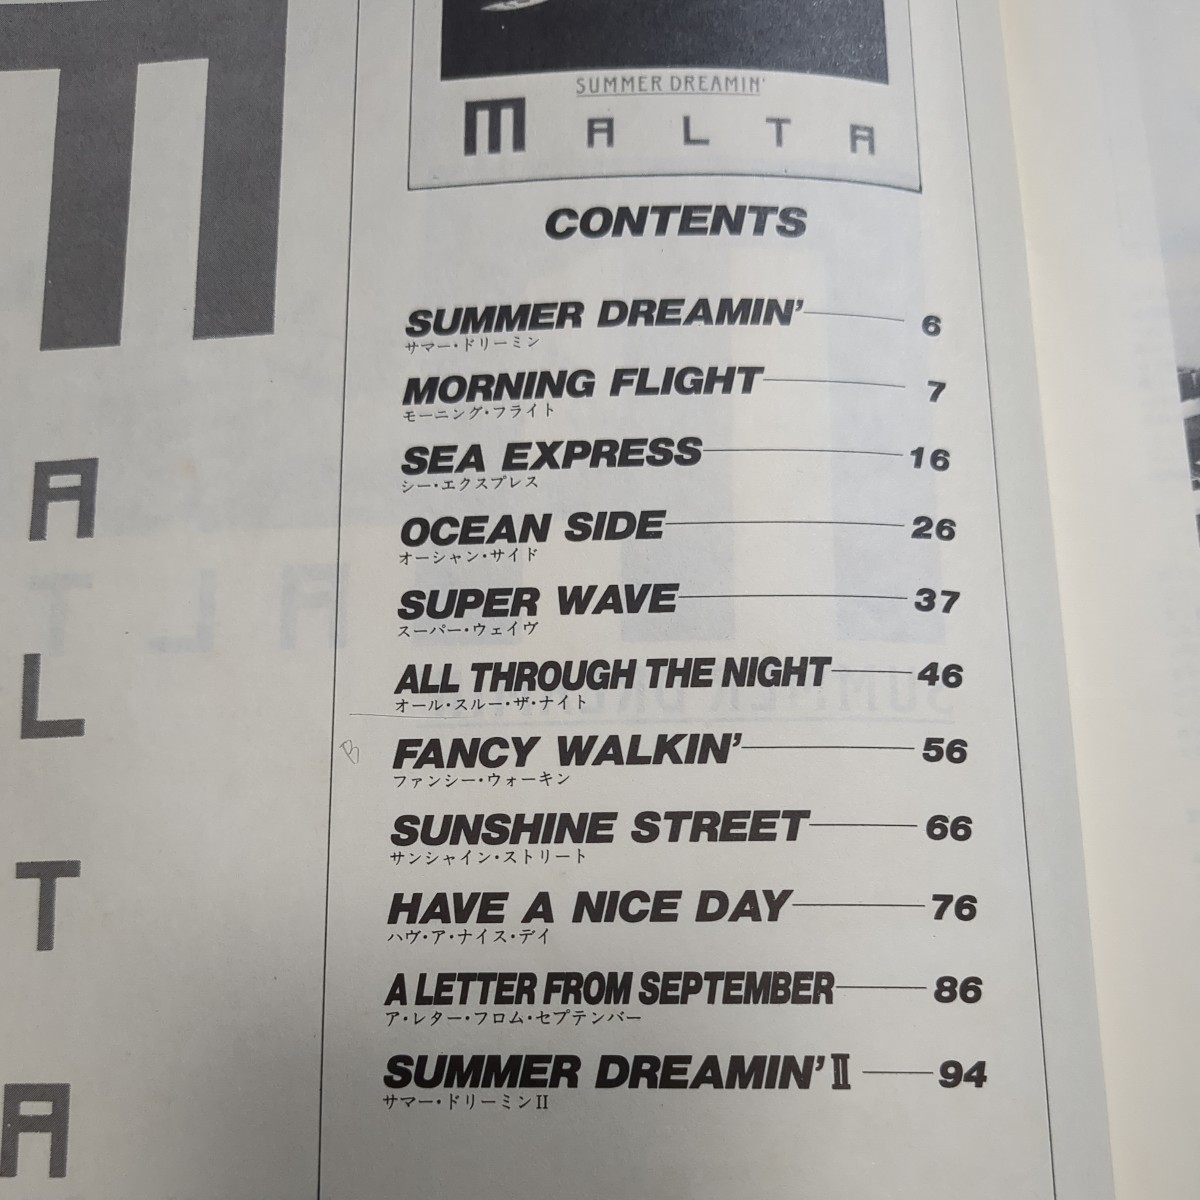 MALTA
SUMMER DREAMIN'
MALTA
CONTENTS
SUMMER DREAMIN' 6
サマー・ドリーミン
MORNING FLIGHT 7
モーニング・フライト
SEA EXPRESS 16
シー・エクスプレス
OCEAN SIDE 26
オーシャン・サイド
SUPER WAVE 37
スーパー・ウェイヴ
ALL THROUGH THE NIGHT 46
オール・スルー・ザ・ナイト
B
FANCY WALKIN' 56
ファンシー・ウォーキン
SUNSHINE STREET 66
サンシャイン・ストリート
HAVE A NICE DAY 76
ハヴ・ア・ナイス・デイ
A LETTER FROM SEPTEMBER 86
ア・レター・フロム・セプテンバー
SUMMER DREAMIN' II 94
サマー・ドリーミンII